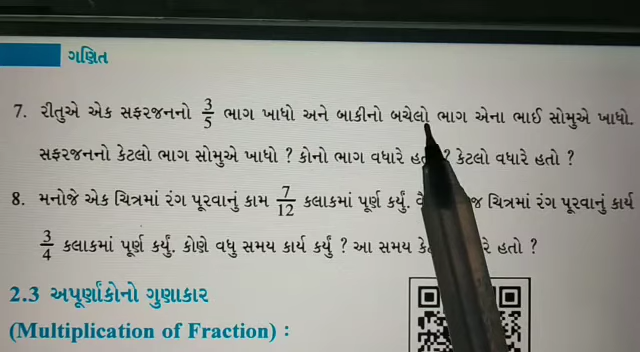 ગણિત
7. રીતુએ એક સફરજનનો 3/5 ભાગ ખાધો અને બાકીનો બચેલો ભાગ એના ભાઈ સોમુએ ખાધો.
સફરજનનો કેટલો ભાગ સોમુએ ખાધો ? કોનો ભાગ વધારે ? કેટલો વધારે હતો ?
8. મનોજે એક ચિત્રમાં રંગ પૂરવાનું કામ 7/12 કલાકમાં પૂર્ણ કર્યું. ચિત્રમાં રંગ પૂરવાનું કાર્ય
3/4 કલાકમાં પૂર્ણ કર્યું. કોણે વધુ સમય કાર્ય કર્યું ? આ સમય હતો ?
2.3 અપૂર્ણાંકોનો ગુણાકાર
(Multiplication of Fraction) :